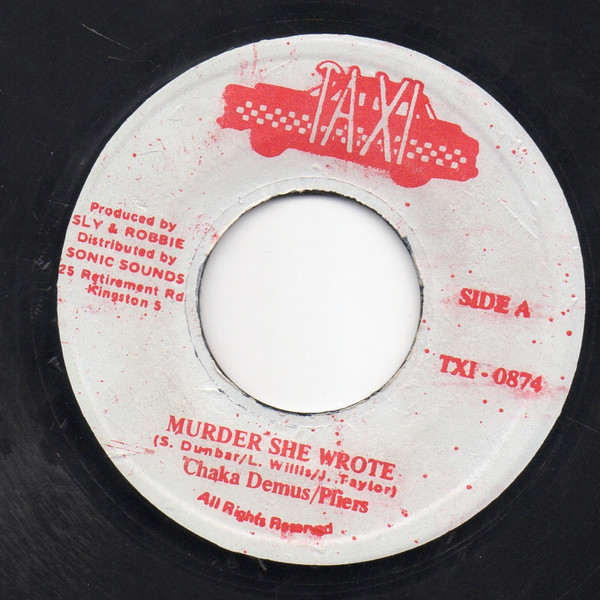 TAXI
Produced by
SLY & ROBBIE
Distributed by
SONIC SOUNDS
25 Retirement Rd
Kingston 5
SIDE A
TXI - 0874
MURDER SHE WROTE
(S. Dunbar/L. Willis/J. Taylor)
Chaka Demus/Pliers
All Rights Reserved